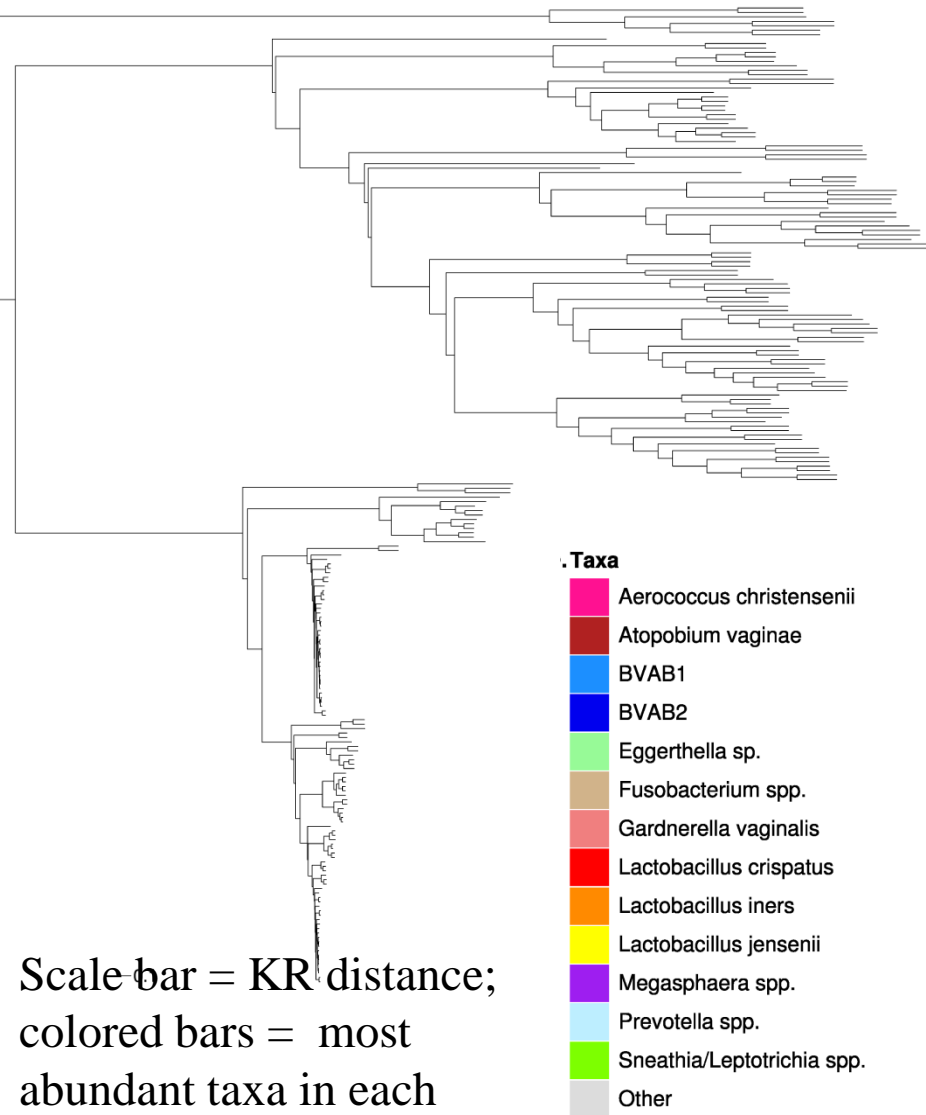 . Taxa
Aerococcus christensenii
Atopobium vaginae
BVAB1
BVAB2
Eggerthella sp.
Fusobacterium spp.
Gardnerella vaginalis
Lactobacillus crispatus
Lactobacillus iners
Lactobacillus jensenii
Megasphaera spp.
Prevotella spp.
Sneathia/Leptotrichia spp.
Other
Scale bar = KR distance;
colored bars = most
abundant taxa in each